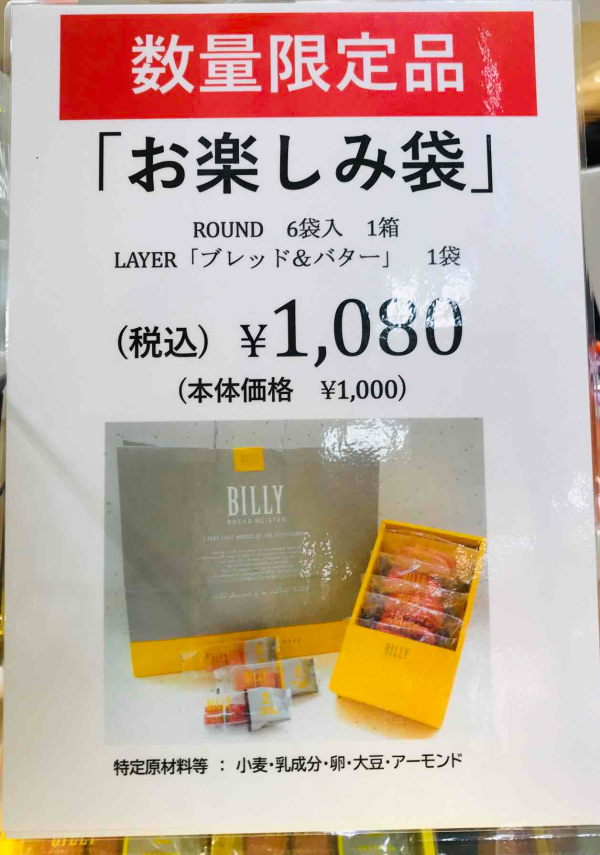 数量限定品
「お楽しみ袋」
ROUND 6袋入 1箱
LAYER「ブレッド&バター」 1袋
(税込) ¥1,080
(本体価格 ¥1,000)
BILLY
BREAD MEISTER
BILLY
特定原材料等 : 小麦・乳成分・卵・大豆・アーモンド